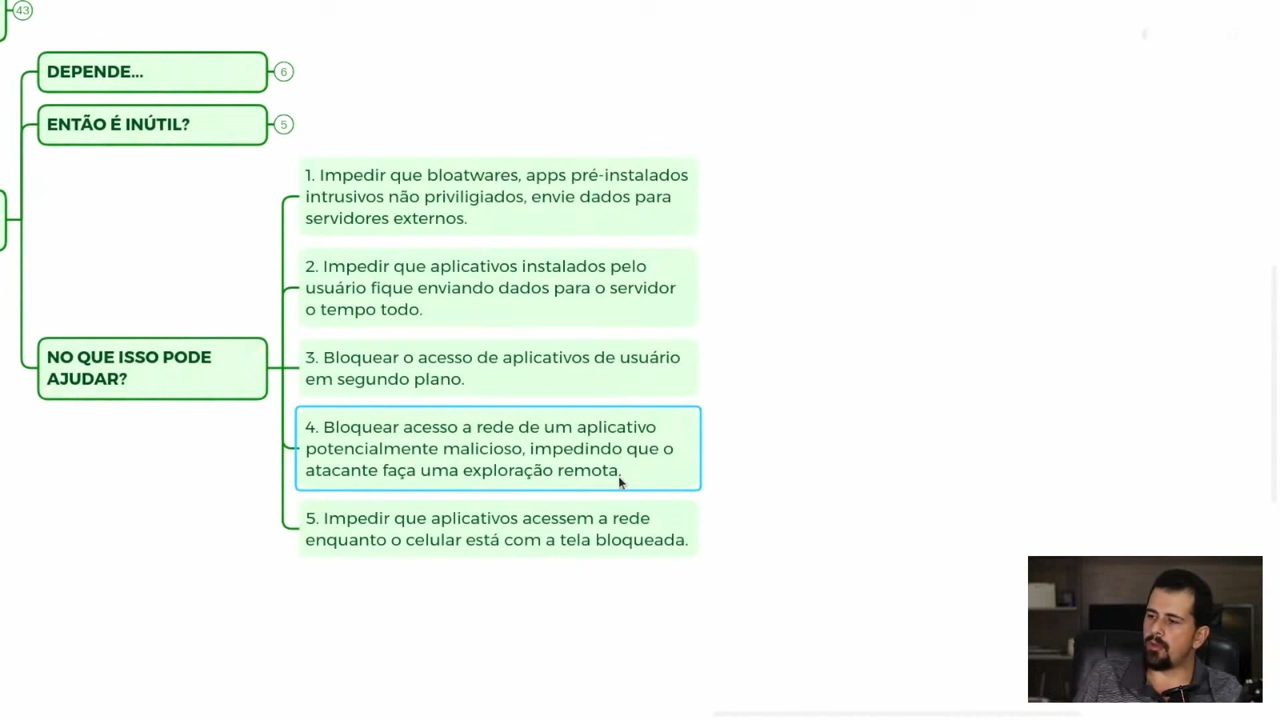 43
DEPENDE...
6
ENTÃO É INÚTIL?
5
1. Impedir que bloatwares, apps pré-instalados
intrusivos não priviligiados, envie dados para
servidores externos.
2. Impedir que aplicativos instalados pelo
usuário fique enviando dados para o servidor
o tempo todo.
NO QUE ISSO PODE
AJUDAR?
3. Bloquear o acesso de aplicativos de usuário
em segundo plano.
4. Bloquear acesso a rede de um aplicativo
potencialmente malicioso, impedindo que o
atacante faça uma exploração remota.
5. Impedir que aplicativos acessem a rede
enquanto o celular está com a tela bloqueada.